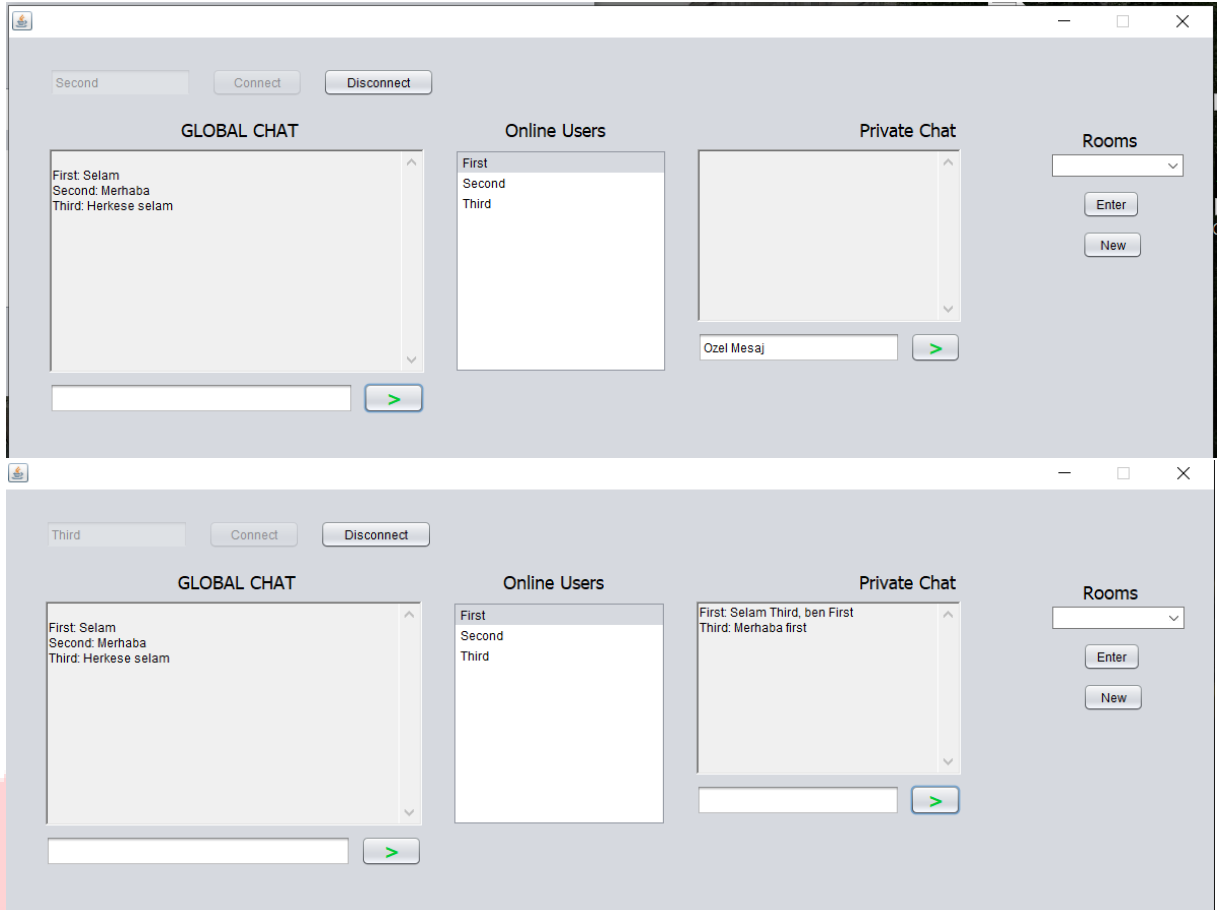 Second Connect Disconnect
GLOBAL CHAT Online Users Private Chat
Rooms
First: Selam
Second: Merhaba
Third: Herkese selam
First
Second
Third
Enter
New
Ozel Mesaj >
>
Third Connect Disconnect
GLOBAL CHAT Online Users Private Chat
Rooms
First: Selam
Second: Merhaba
Third: Herkese selam
First
Second
Third
First: Selam Third, ben First
Third: Merhaba first
Enter
New
>
>